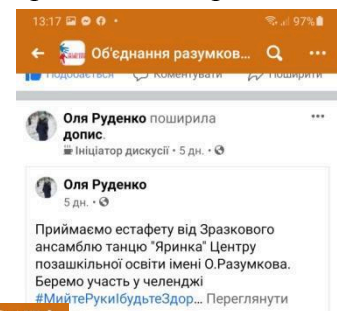 13:17 97%
Об'єднання разумков...
Подобається Коментувати Поширити
Оля Руденко поширила
допис.
Ініціатор дискусії · 5 дн. ·
Оля Руденко
5 дн. ·
Приймаємо естафету від Зразкового
ансамблю танцю "Яринка" Центру
позашкільної освіти імені О.Разумкова.
Беремо участь у челенджі
#МийтеРукиІбудьтеЗдор... Переглянути